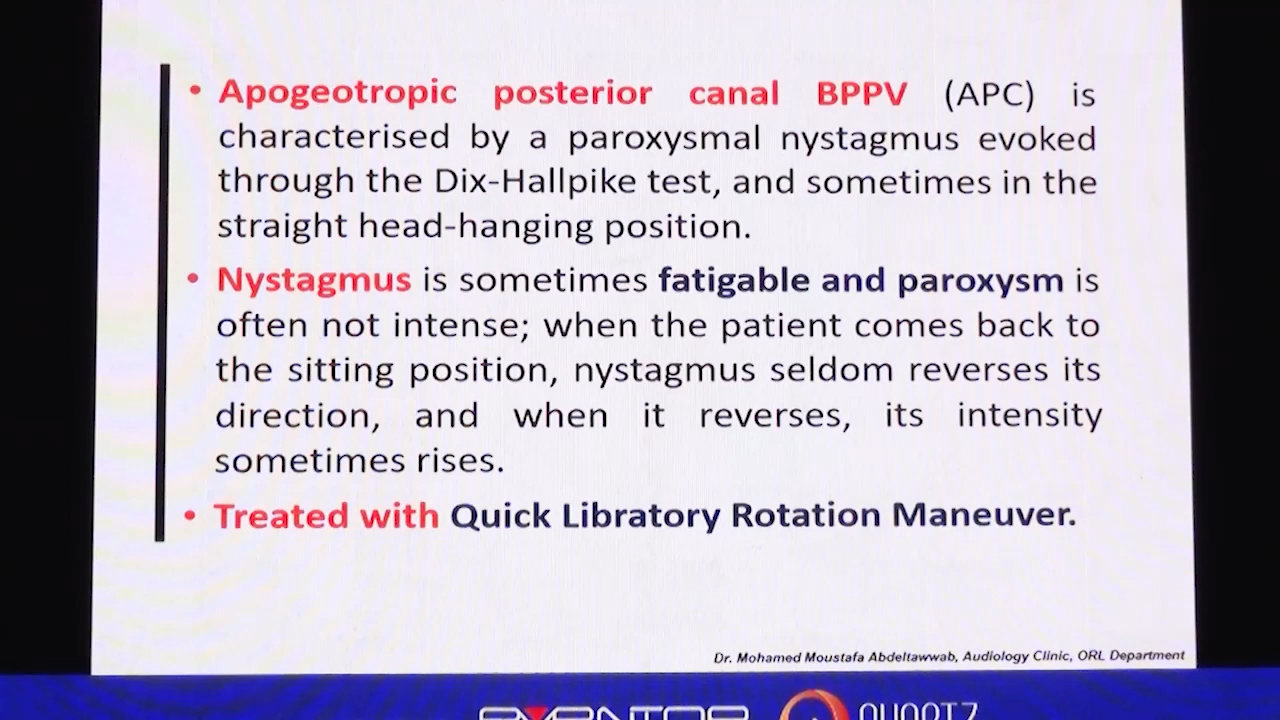 • Apogeotropic posterior canal BPPV (APC) is
characterised by a paroxysmal nystagmus evoked
through the Dix-Hallpike test, and sometimes in the
straight head-hanging position.
• Nystagmus is sometimes fatigable and paroxysm is
often not intense; when the patient comes back to
the sitting position, nystagmus seldom reverses its
direction, and when it reverses, its intensity
sometimes rises.
• Treated with Quick Libratory Rotation Maneuver.
Dr. Mohamed Moustafa Abdeltawwab, Audiology Clinic, ORL Department